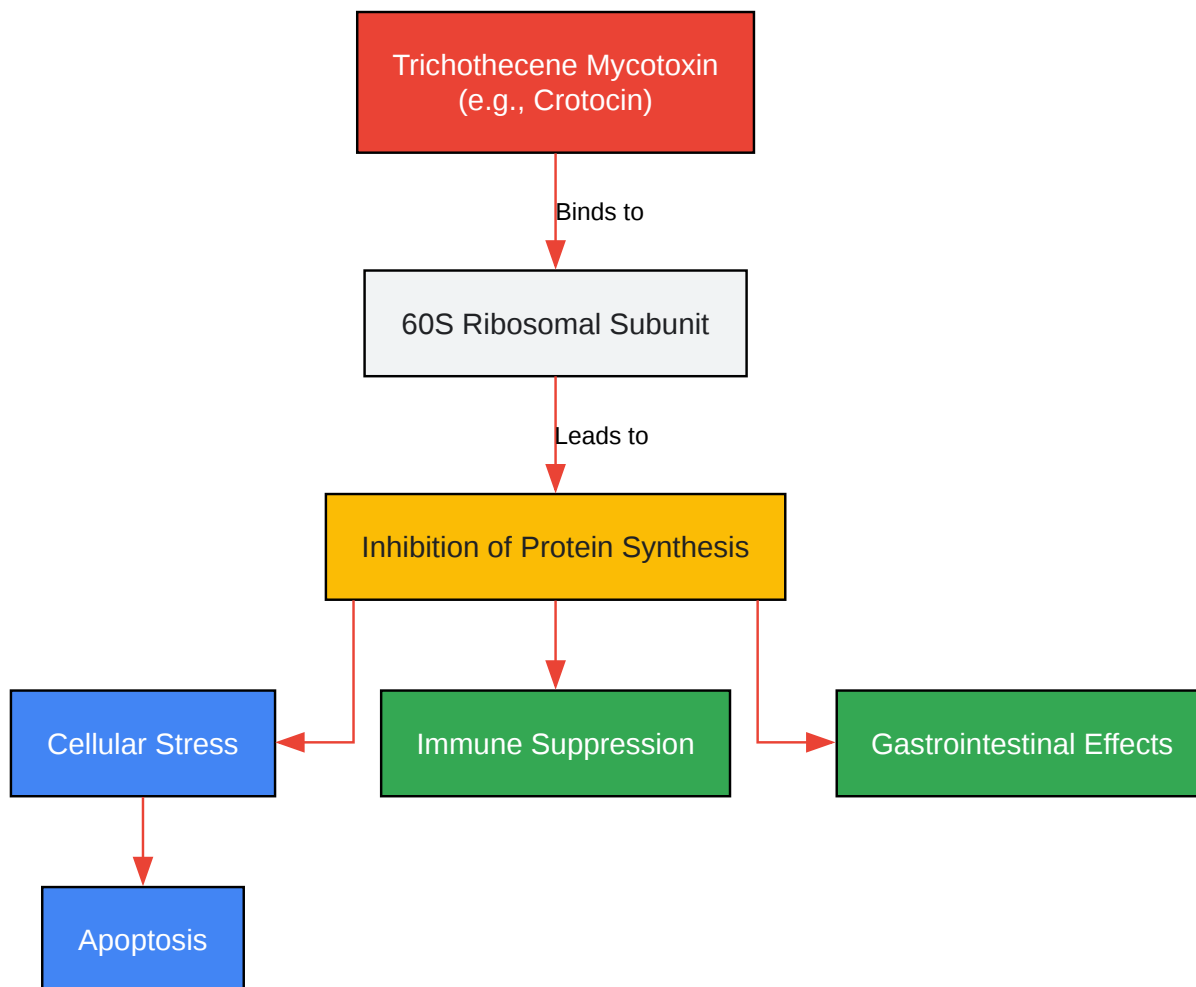 Trichothecene Mycotoxin
(e.g., Crotocin)
Binds to
60S Ribosomal Subunit
Leads to
Inhibition of Protein Synthesis
Cellular Stress
Immune Suppression
Gastrointestinal Effects
Apoptosis